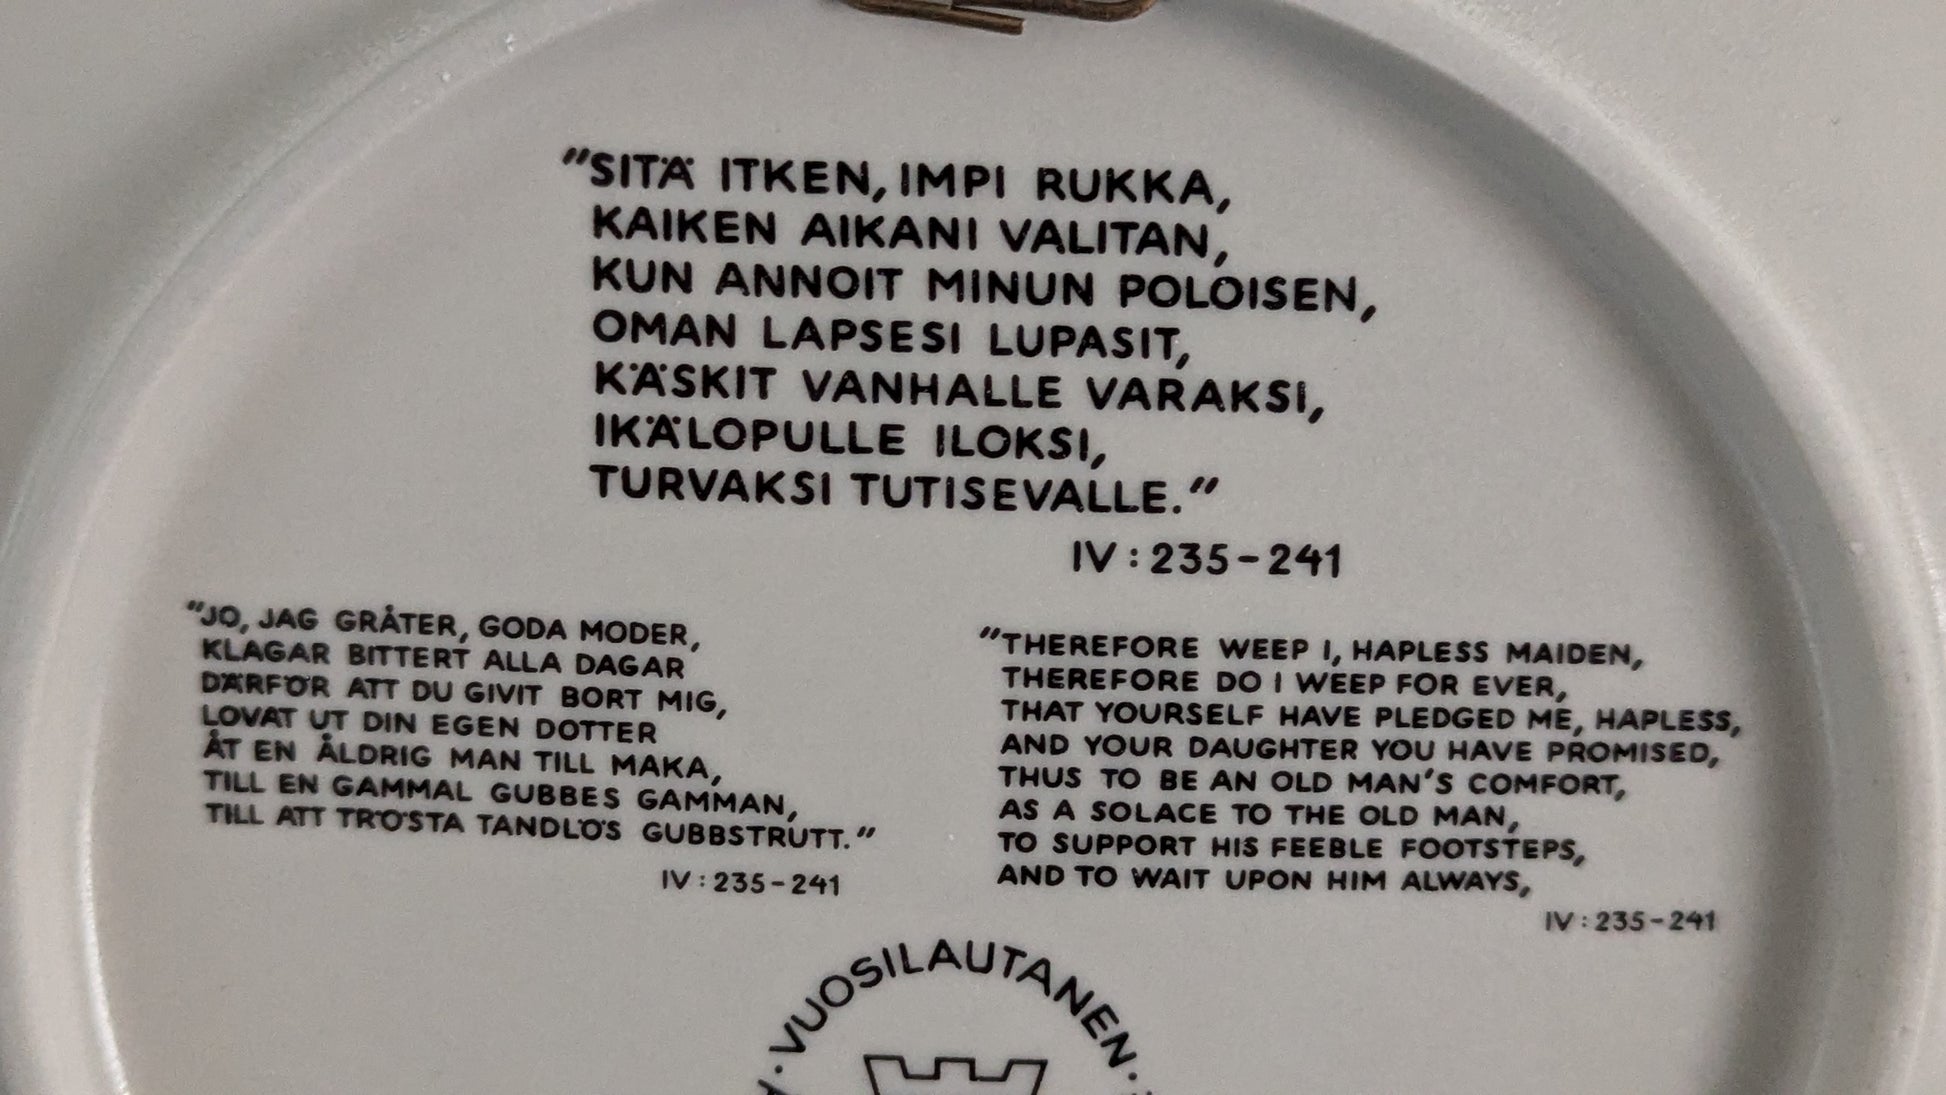 "SITÄ ITKEN, IMPI RUKKA,
KAIKEN AIKANI VALITAN,
KUN ANNOIT MINUN POLOISEN,
OMAN LAPSESI LUPASIT,
KÄSKIT VANHALLE VARAKSI,
IKÄLOPULLE ILOKSI,
TURVAKSI TUTISEVALLE."
IV : 235-241
"JO, JAG GRÅTER, GODA MODER,
KLAGAR BITTERT ALLA DAGAR
DÄRFÖR ATT DU GIVIT BORT MIG,
LOVAT UT DIN EGEN DOTTER
ÅT EN ÅLDRIG MAN TILL MAKA,
TILL EN GAMMAL GUBBES GAMMAN,
TILL ATT TRÖSTA TANDLÖS GUBBSTRUTT."
IV : 235-241
"THEREFORE WEEP I, HAPLESS MAIDEN,
THEREFORE DO I WEEP FOR EVER,
THAT YOURSELF HAVE PLEDGED ME, HAPLESS,
AND YOUR DAUGHTER YOU HAVE PROMISED,
THUS TO BE AN OLD MAN'S COMFORT,
AS A SOLACE TO THE OLD MAN,
TO SUPPORT HIS FEEBLE FOOTSTEPS,
AND TO WAIT UPON HIM ALWAYS,
IV : 235-241
· VUOSILAUTANEN ·